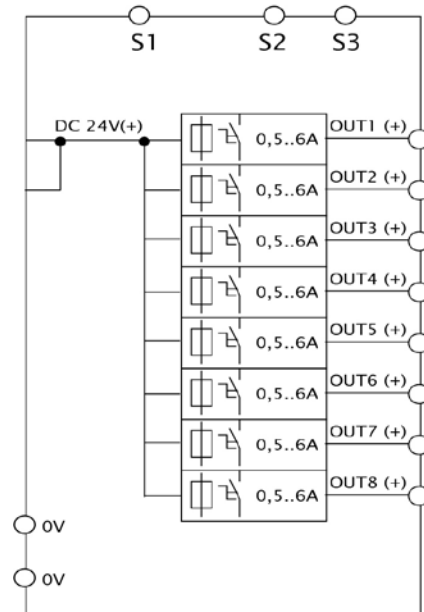 S1 S2 S3
DC 24V(+)
0,5..6A OUT1 (+)
0,5..6A OUT2 (+)
0,5..6A OUT3 (+)
0,5..6A OUT4 (+)
0,5..6A OUT5 (+)
0,5..6A OUT6 (+)
0,5..6A OUT7 (+)
0,5..6A OUT8 (+)
0V
0V